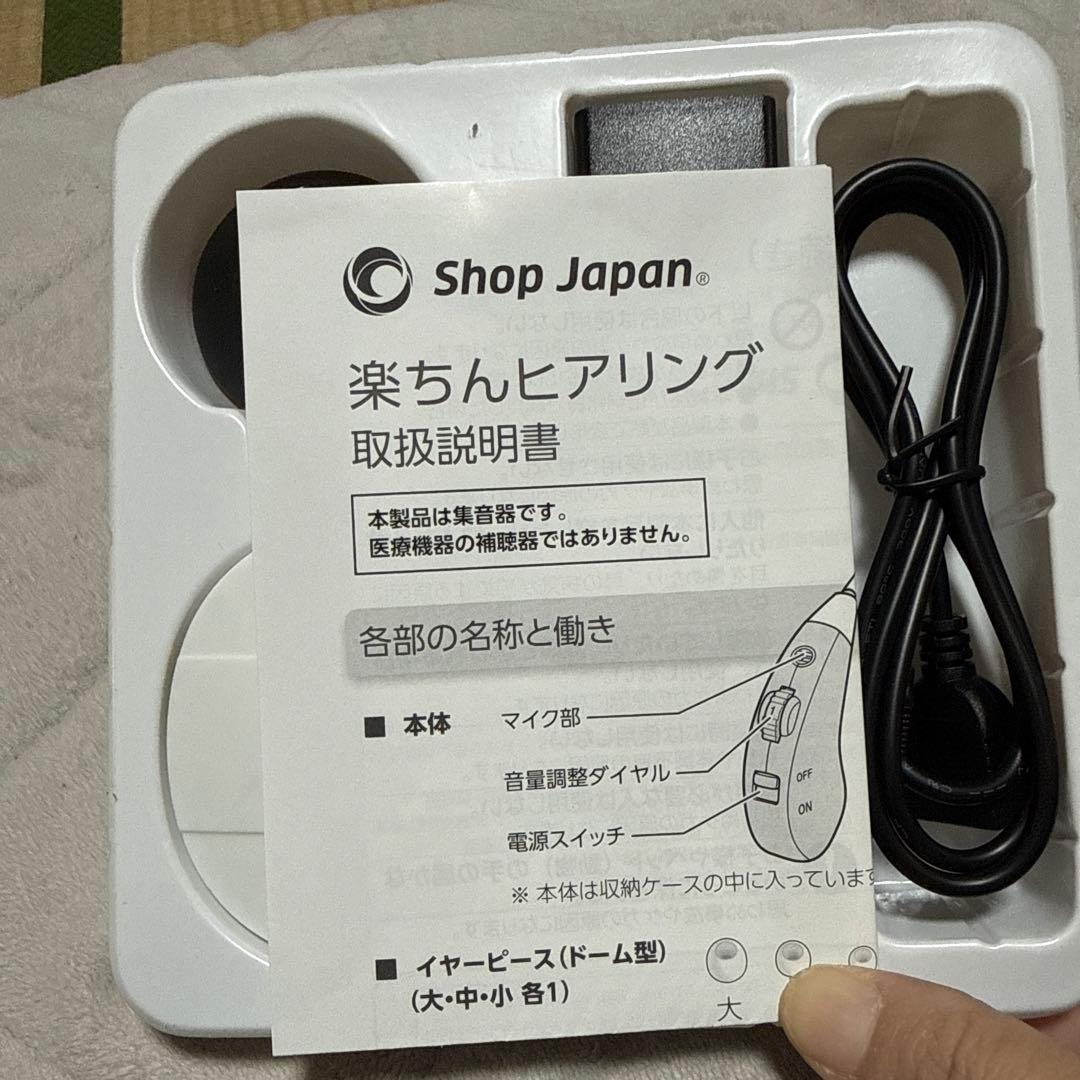 Shop Japan®
楽ちんヒアリング
取扱説明書
本製品は集音器です。
医療機器の補聴器ではありません。
各部の名称と働き
■ 本体
マイク部
音量調整ダイヤル
1
OFF
電源スイッチ
ON
※ 本体は収納ケースの中に入っています
■ イヤーピース(ドーム型)
(大・中・小 各1)
大